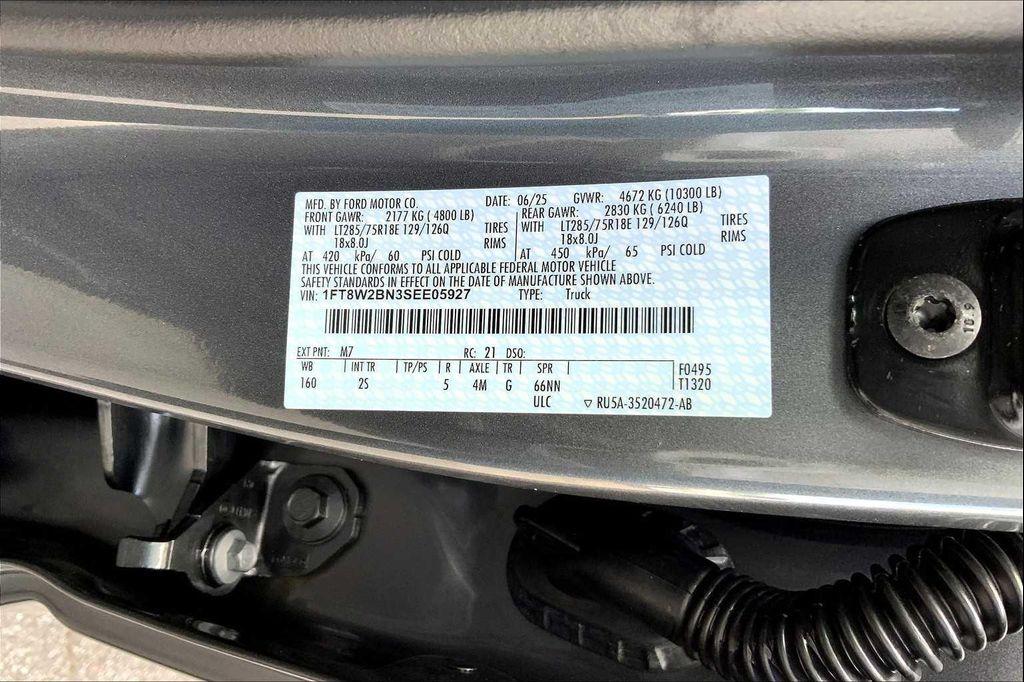 MFD. BY FORD MOTOR CO. DATE: 06/25 GVWR: 4672 KG (10300 LB)
FRONT GAWR: 2177 KG ( 4800 LB) REAR GAWR: 2830 KG ( 6240 LB)
WITH LT285/75R18E 129/126Q TIRES WITH LT285/75R18E 129/126Q TIRES
18x8.0J RIMS 18x8.0J RIMS
AT 420 kPa/ 60 PSI COLD AT 450 kPa/ 65 PSI COLD
THIS VEHICLE CONFORMS TO ALL APPLICABLE FEDERAL MOTOR VEHICLE
SAFETY STANDARDS IN EFFECT ON THE DATE OF MANUFACTURE SHOWN ABOVE.
VIN: 1FT8W2BN3SEE05927 TYPE: Truck
EXT PNT: M7 RC: 21 DSO:
WB INT TR TP/PS R AXLE TR SPR F0495
160 2S 5 4M G 66NN T1320
ULC ▽ RU5A-3520472-AB
10.9